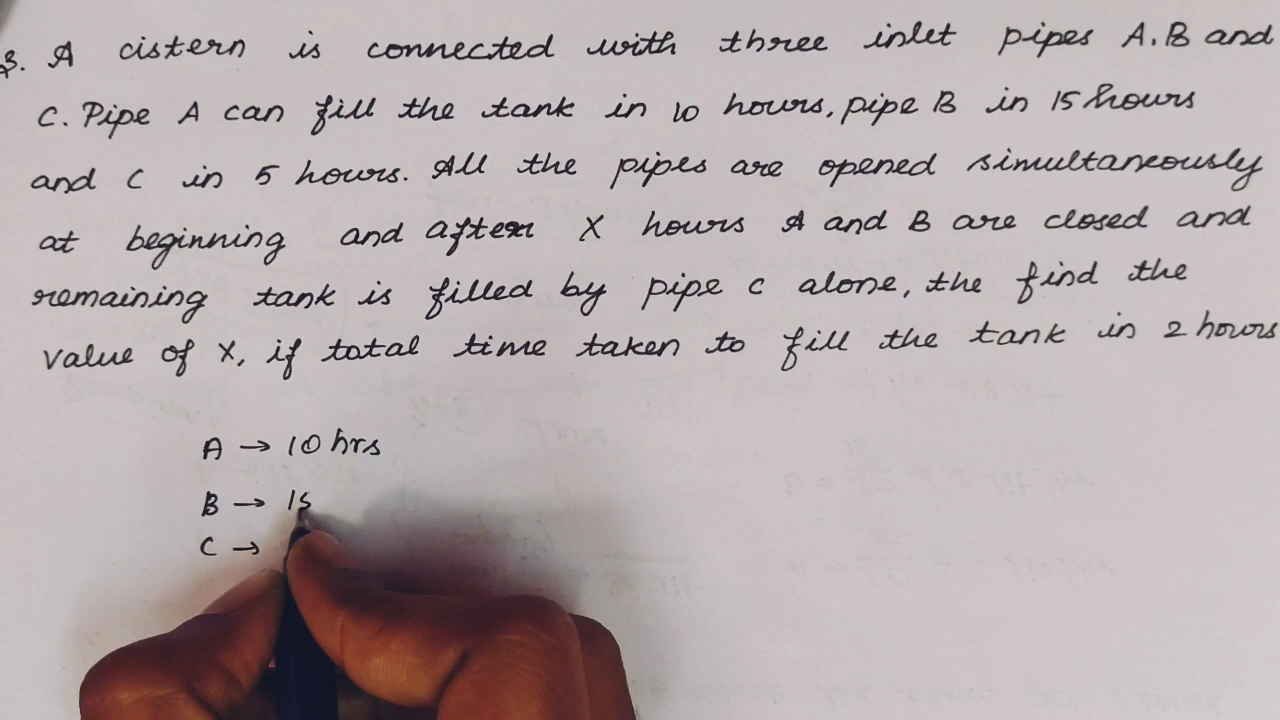 3. A cistern is connected with three inlet pipes A, B and
C. Pipe A can fill the tank in 10 hours, pipe B in 15 hours
and C in 5 hours. All the pipes are opened simultaneously
at beginning and after X hours A and B are closed and
remaining tank is filled by pipe C alone, the find the
value of X, if total time taken to fill the tank in 2 hours
A → 10 hrs
B → 15
C →